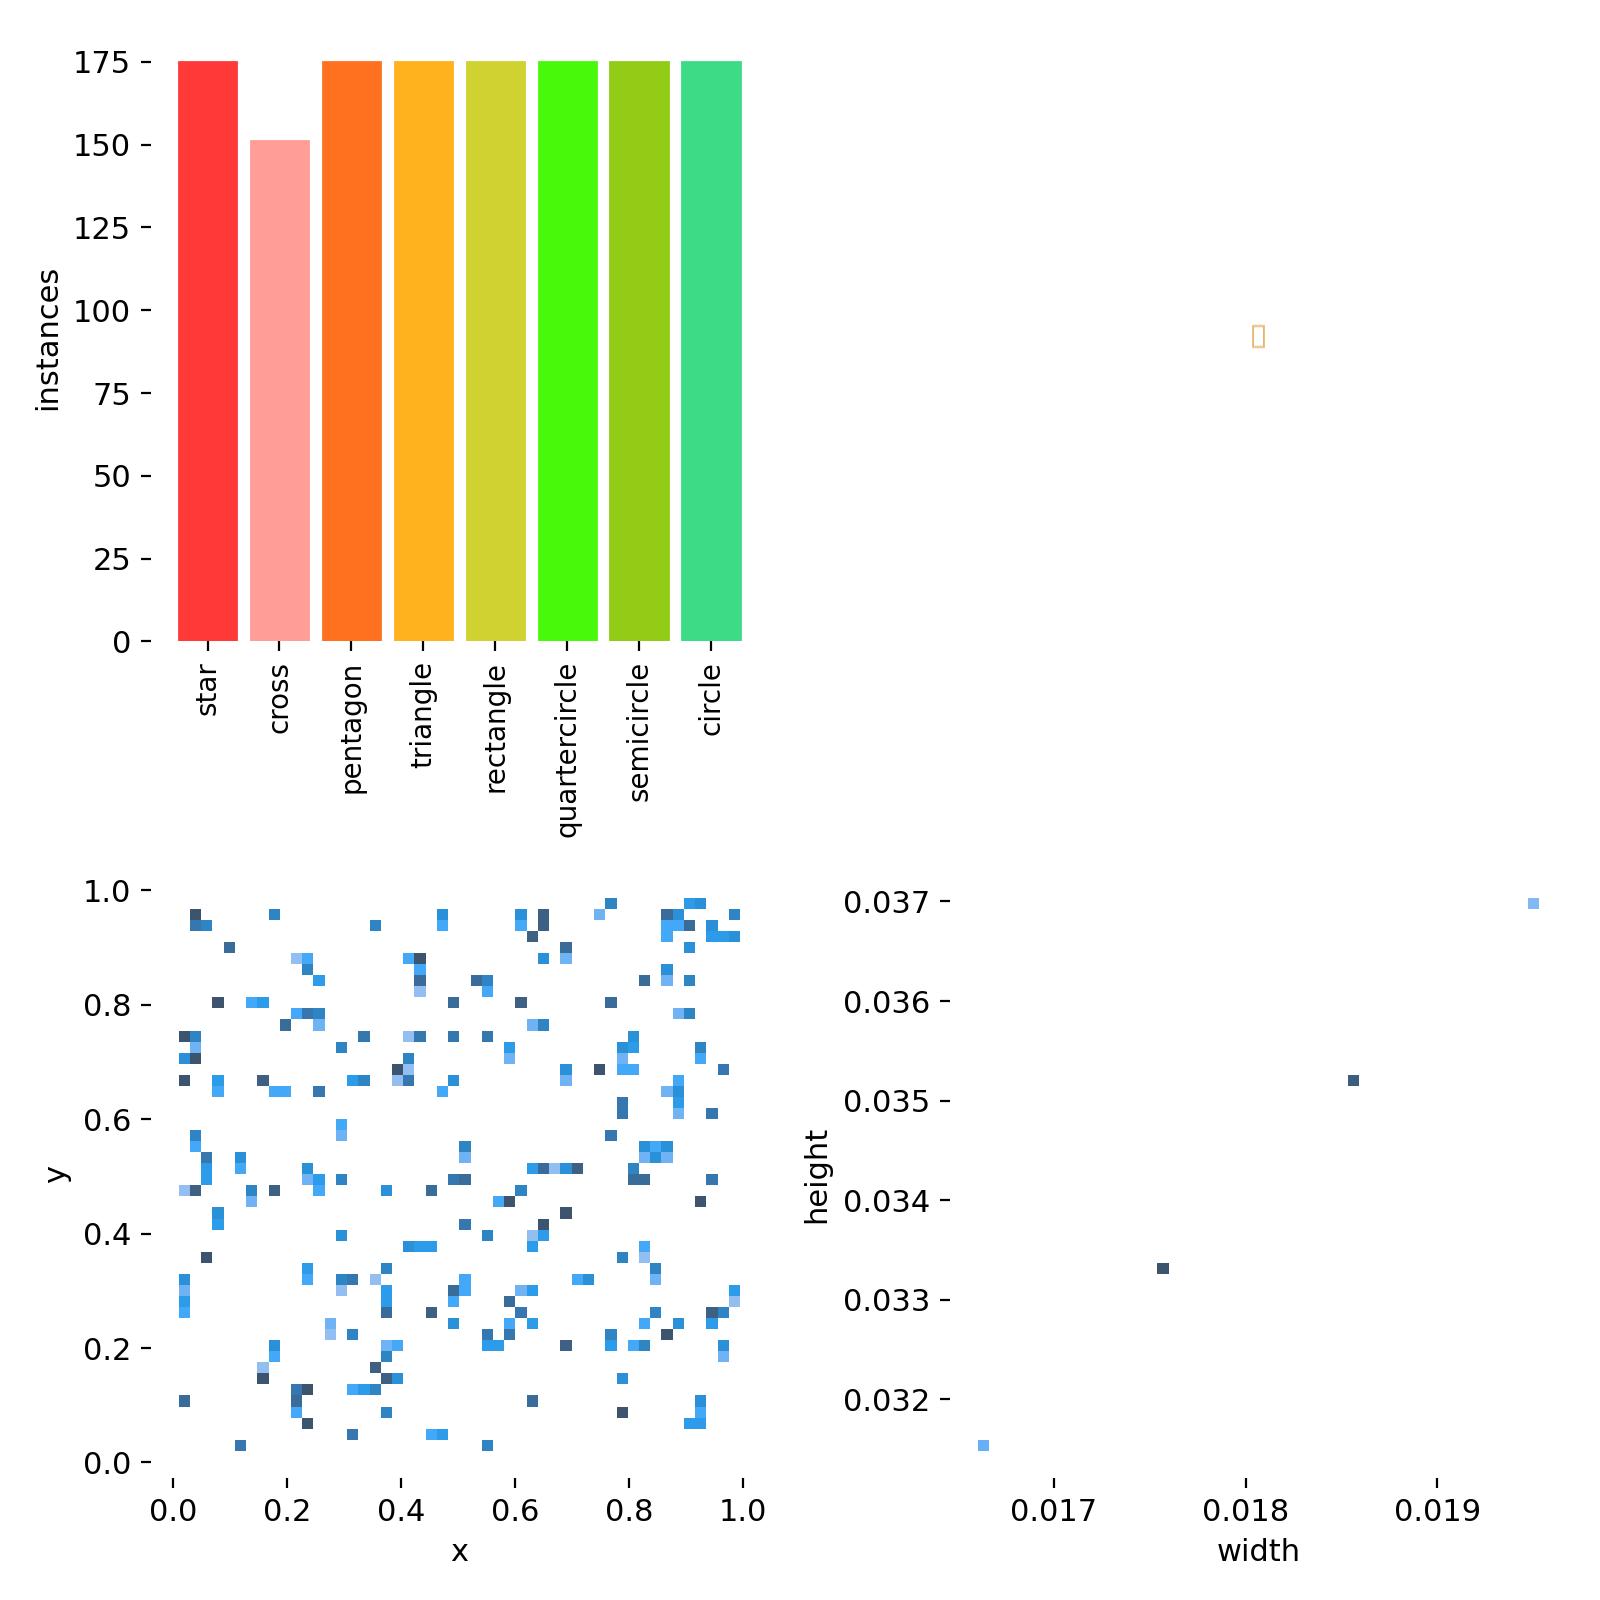 175
150
125
100
75
50
25
0
instances
star
cross
pentagon
triangle
rectangle
quartercircle
semicircle
circle
1.0
0.8
0.6
0.4
0.2
0.0
y
0.0 0.2 0.4 0.6 0.8 1.0
x
0.037
0.036
0.035
0.034
0.033
0.032
height
0.017 0.018 0.019
width